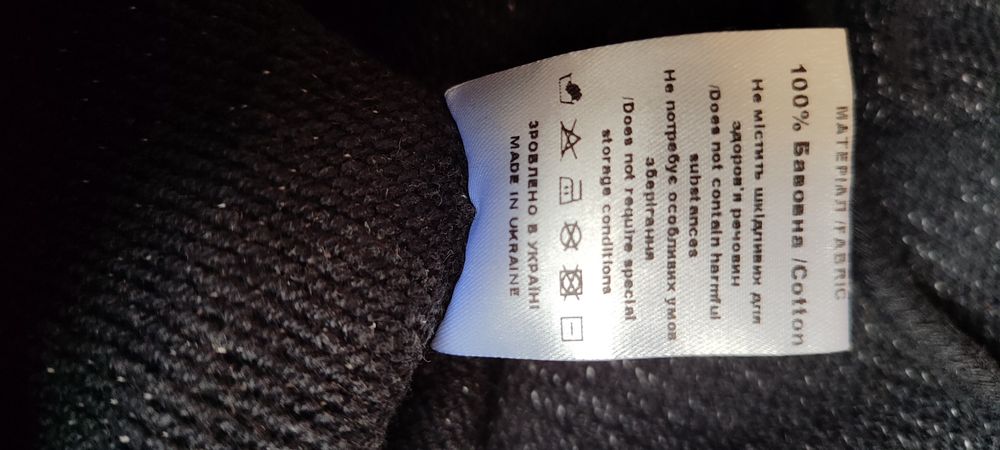 МАТЕРІАЛ/FABRIC
100% Бавовна /Cotton
Не містить шкідливих для
здоров'я речовин
/Does not contain harmful
substances
Не потребує особливих умов
зберігання
/Does not require special
storage conditions
ЗРОБЛЕНО В УКРАЇНІ
MADE IN UKRAINE